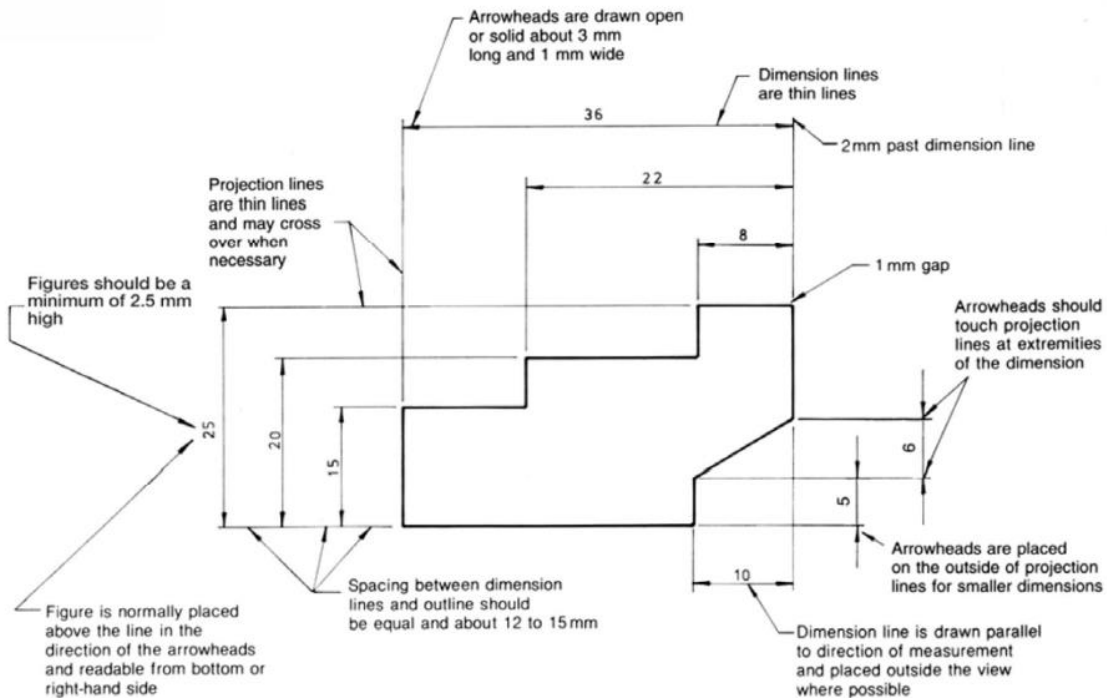 Arrowheads are drawn open
or solid about 3 mm
long and 1 mm wide
Dimension lines
are thin lines
36
2mm past dimension line
22
Projection lines
are thin lines
and may cross
over when
necessary
8
1 mm gap
Figures should be a
minimum of 2.5 mm
high
Arrowheads should
touch projection
lines at extremities
of the dimension
25
20
15
6
5
10
Arrowheads are placed
on the outside of projection
lines for smaller dimensions
Spacing between dimension
lines and outline should
be equal and about 12 to 15 mm
Figure is normally placed
above the line in the
direction of the arrowheads
and readable from bottom or
right-hand side
Dimension line is drawn parallel
to direction of measurement
and placed outside the view
where possible